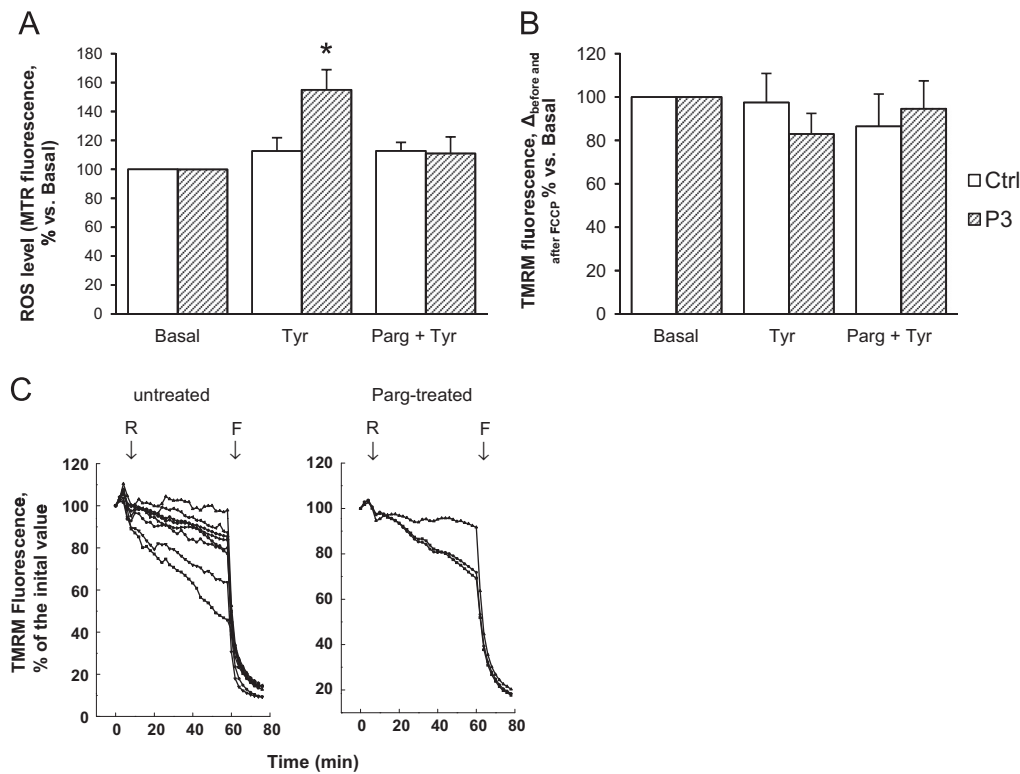 A
ROS level (MTR fluorescence,
% vs. Basal)
180
160
140
120
100
80
60
40
20
0
*
Basal
Tyr
Parg + Tyr
B
TMRM fluorescence, Δbefore and
after FCCP % vs. Basal
120
100
80
60
40
20
0
Basal
Tyr
Parg + Tyr
Ctrl
P3
C
untreated
R
F
TMRM Fluorescence,
% of the inital value
120
100
80
60
40
20
0
0
20
40
60
80
Parg-treated
R
F
120
100
80
60
40
20
0
20
40
60
80
Time (min)